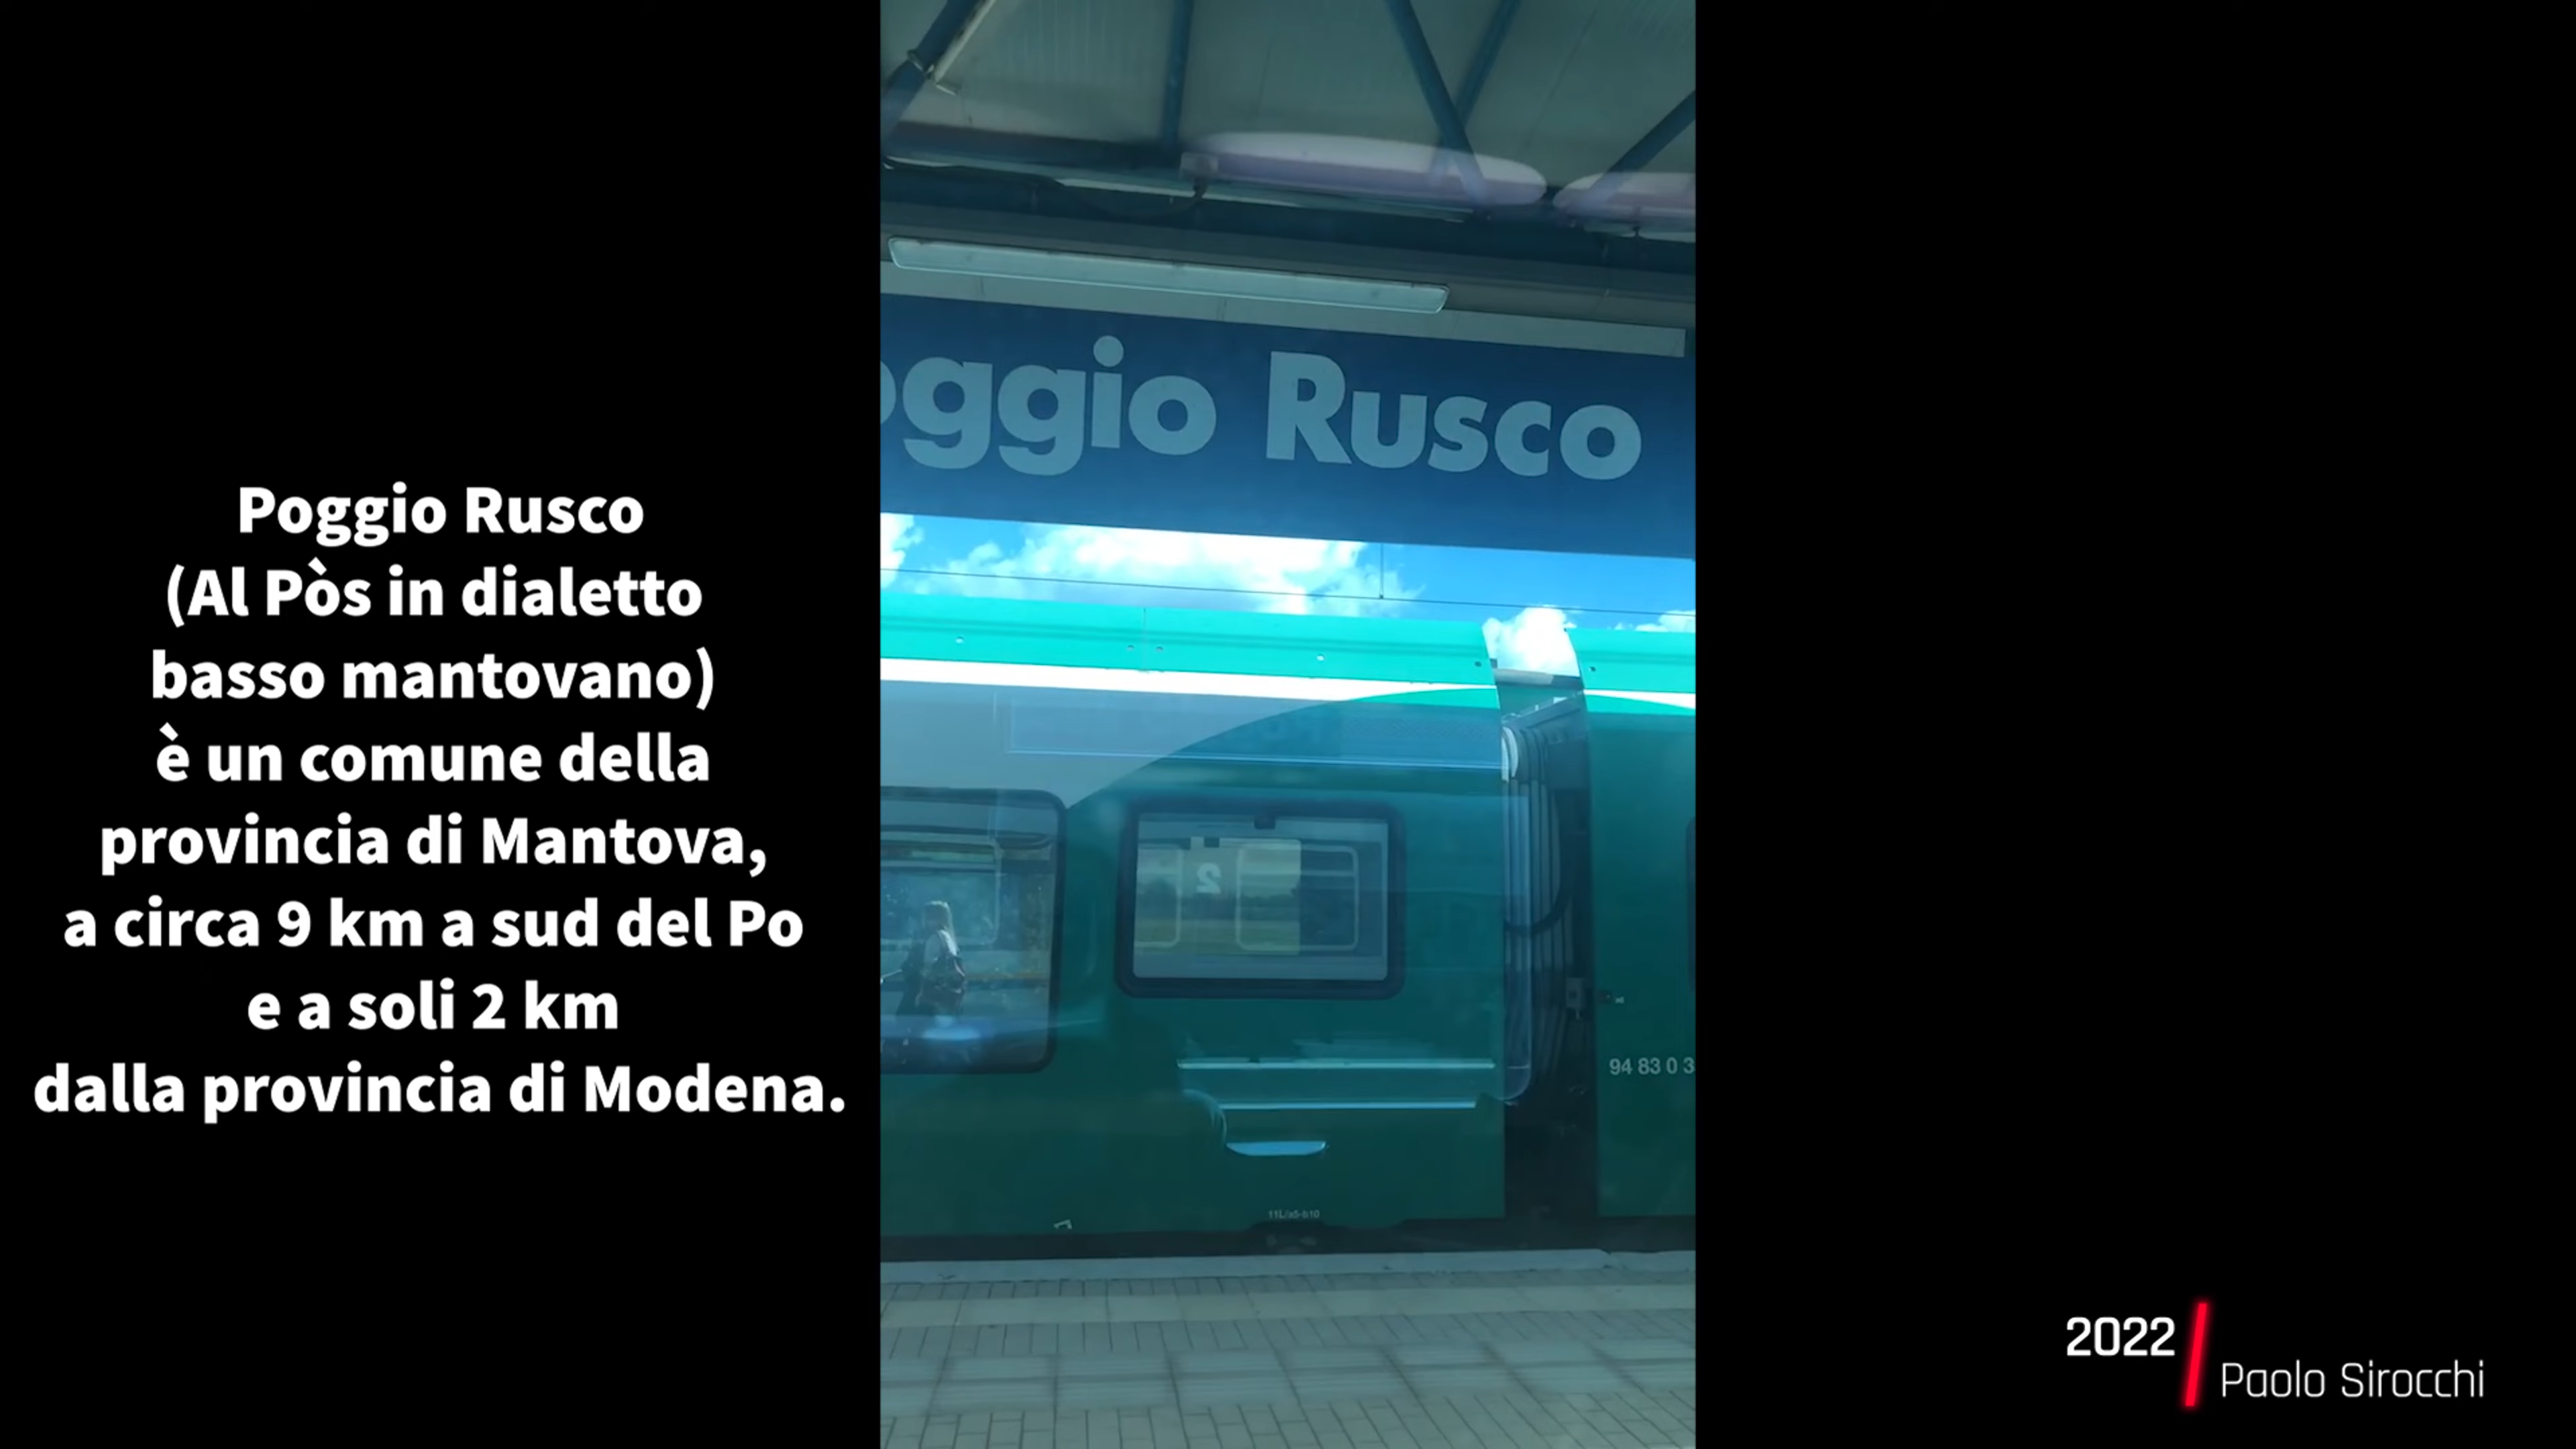 Poggio Rusco
(Al Pòs in dialetto
basso mantovano)
è un comune della
provincia di Mantova,
a circa 9 km a sud del Po
e a soli 2 km
dalla provincia di Modena.
oggio Rusco
2
94 83 0 3
2022
Paolo Sirocchi